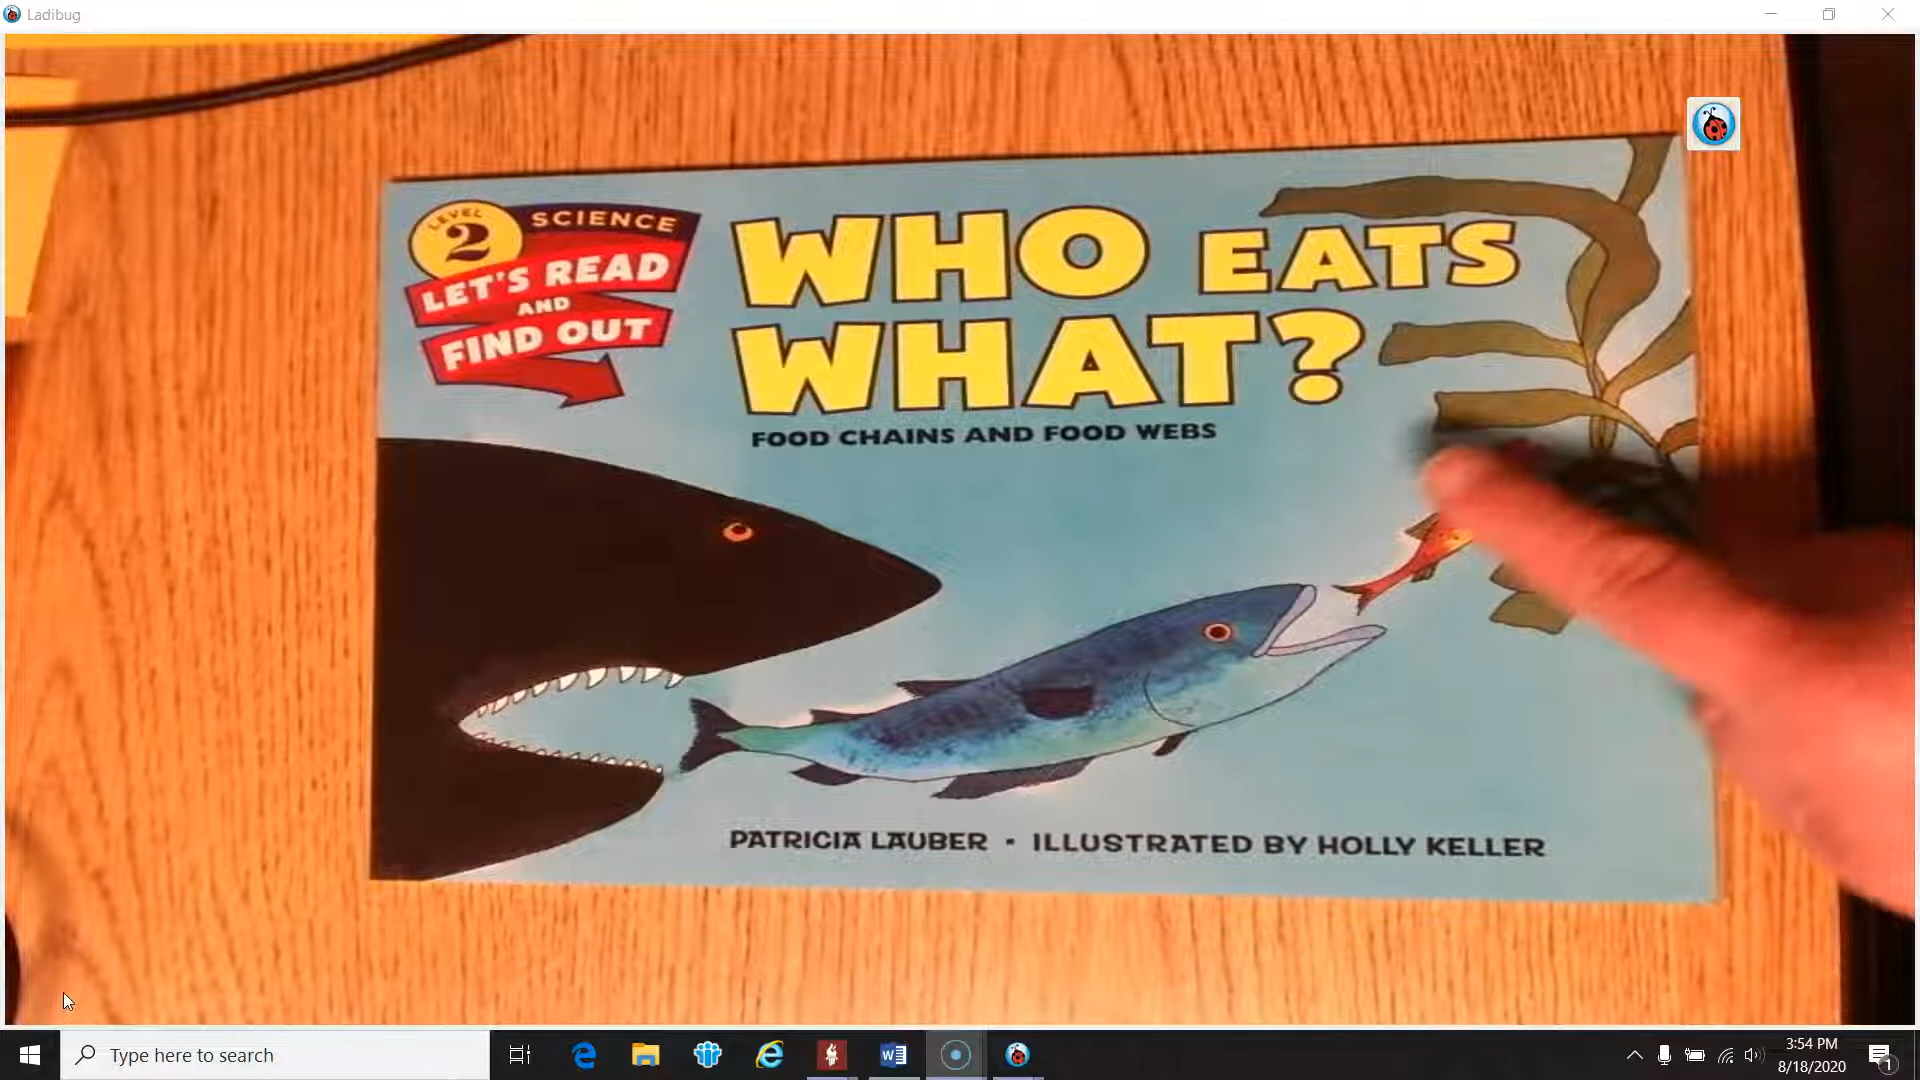 Ladibug
LEVEL
2
SCIENCE
LET'S READ
AND
FIND OUT
WHO EATS
WHAT?
FOOD CHAINS AND FOOD WEBS
PATRICIA LAUBER • ILLUSTRATED BY HOLLY KELLER
Type here to search
3:54 PM
8/18/2020
1